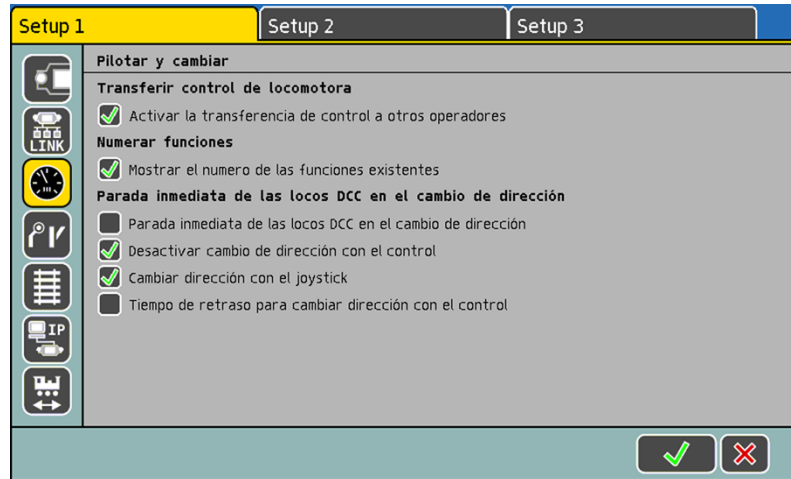 Setup 1
Setup 2
Setup 3
Pilotar y cambiar
Transferir control de locomotora
Activar la transferencia de control a otros operadores
Numerar funciones
Mostrar el numero de las funciones existentes
Parada inmediata de las locos DCC en el cambio de dirección
Parada inmediata de las locos DCC en el cambio de dirección
Desactivar cambio de dirección con el control
Cambiar dirección con el joystick
Tiempo de retraso para cambiar dirección con el control
LINK
IP